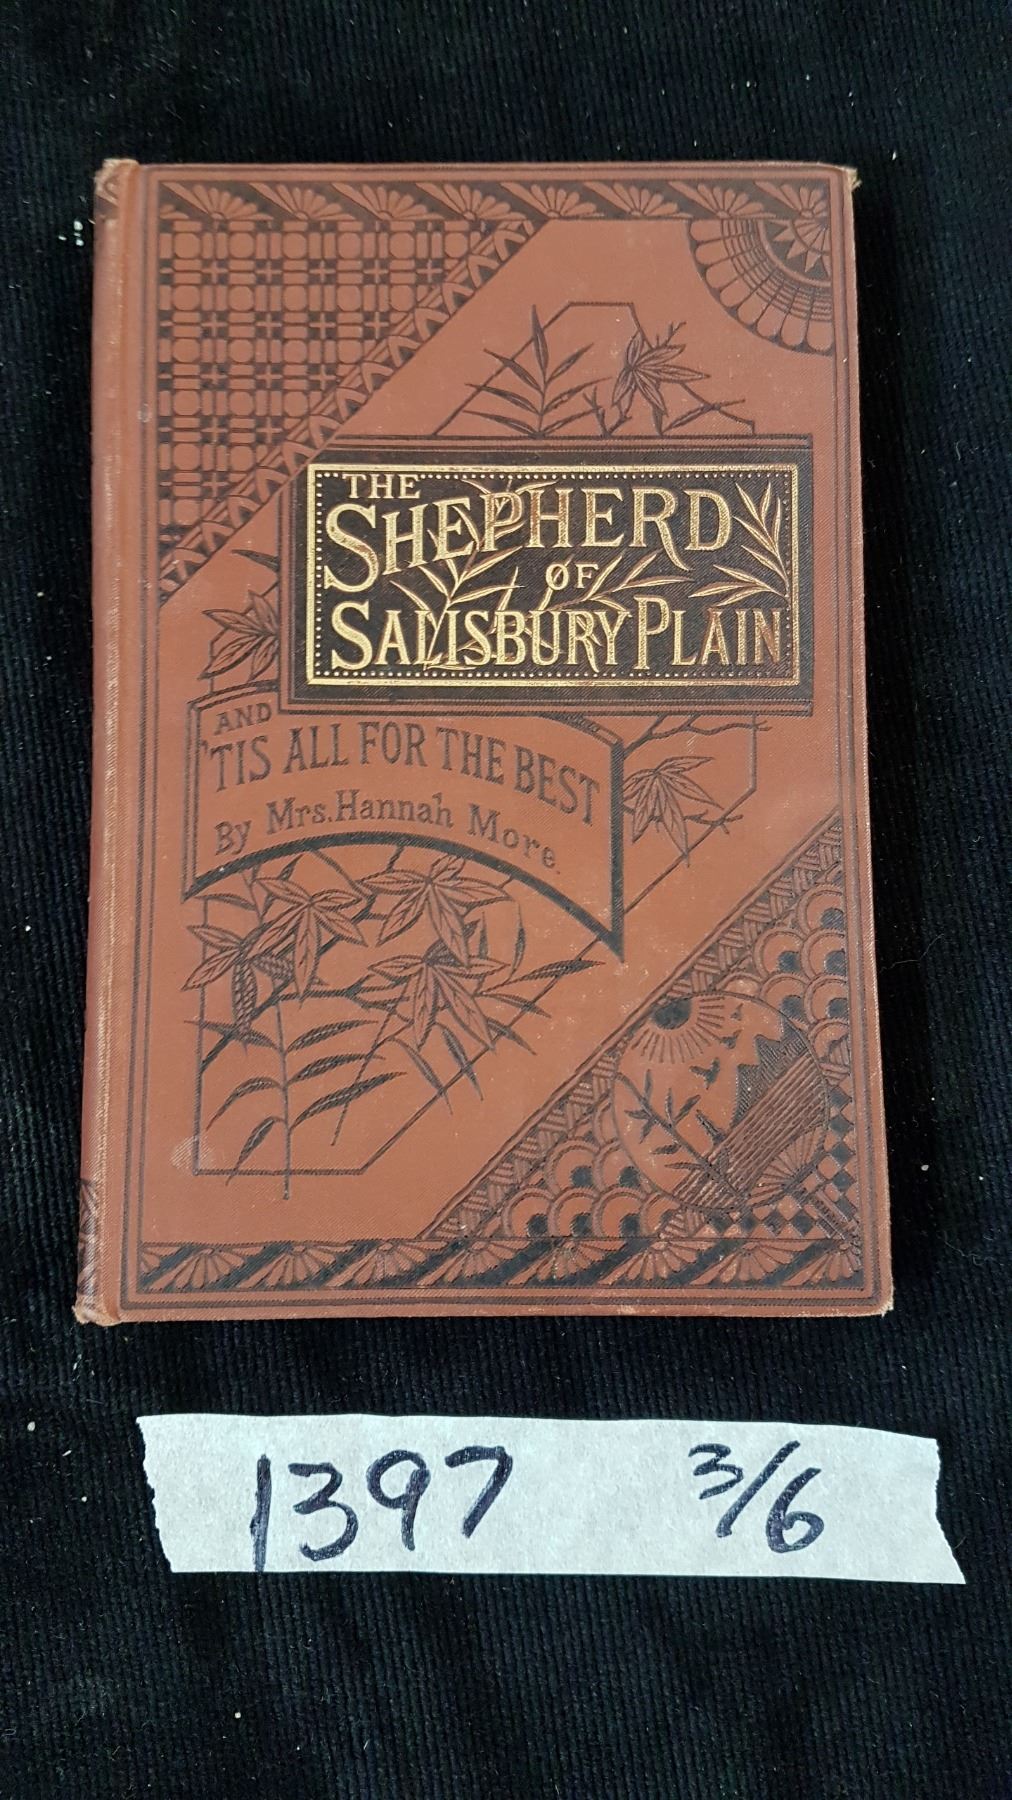 THE
SHEPHERD
OF
SALISBURY PLAIN
AND
'TIS ALL FOR THE BEST
By Mrs. Hannah More.
1397 3/6